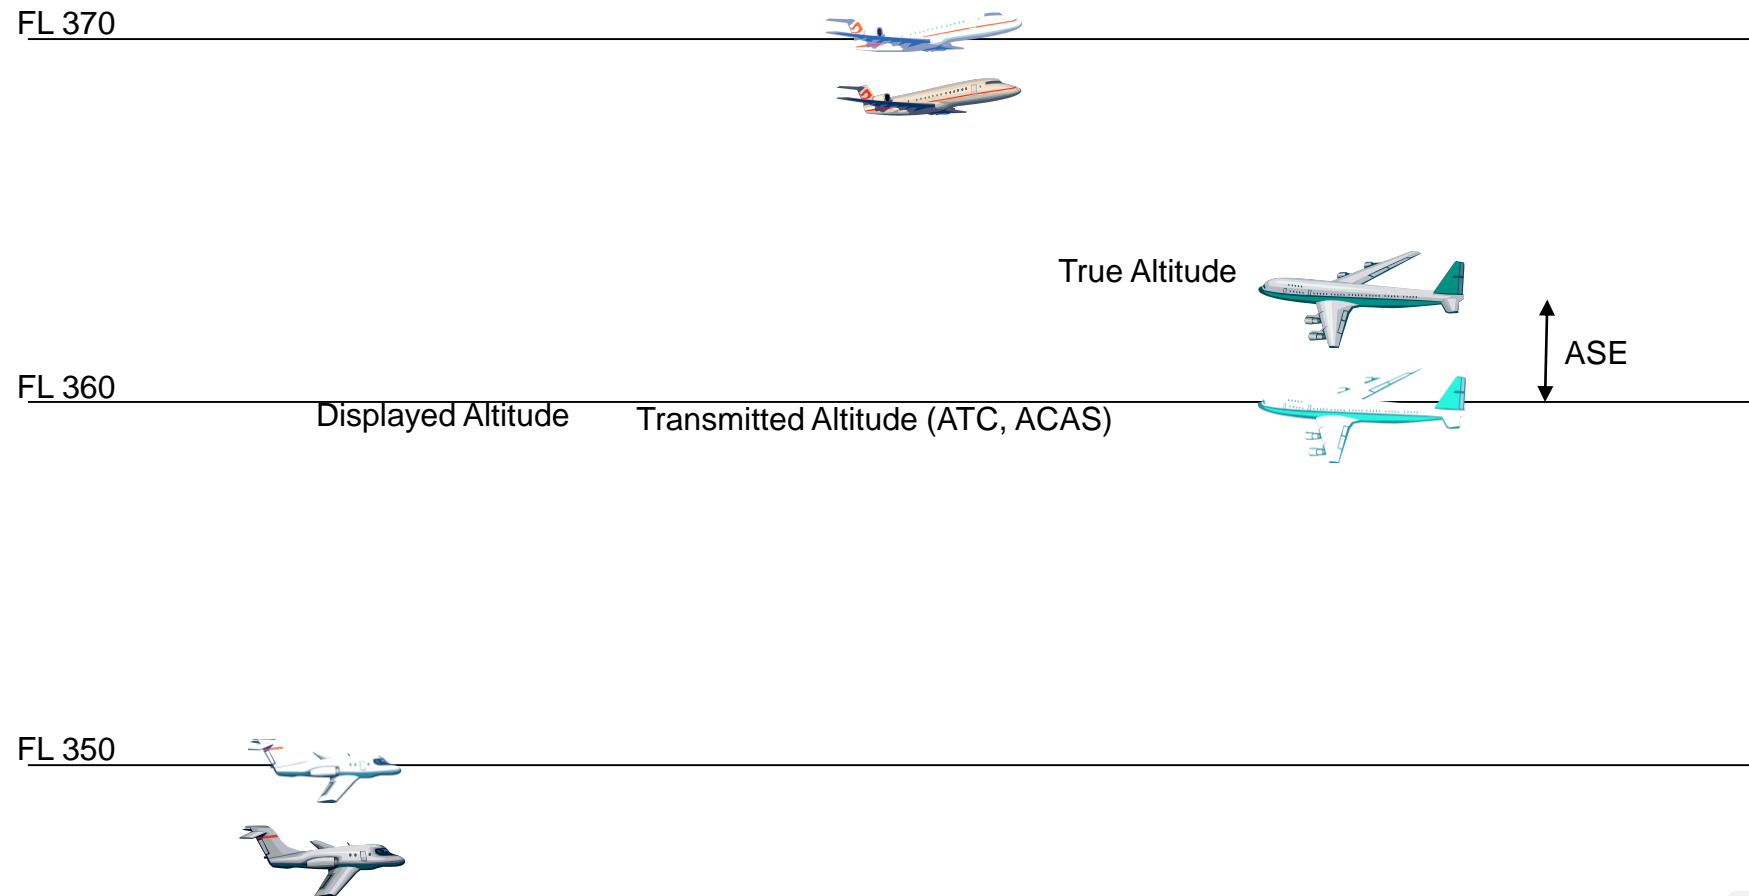 FL 370
True Altitude
ASE
FL 360
Displayed Altitude
Transmitted Altitude (ATC, ACAS)
FL 350